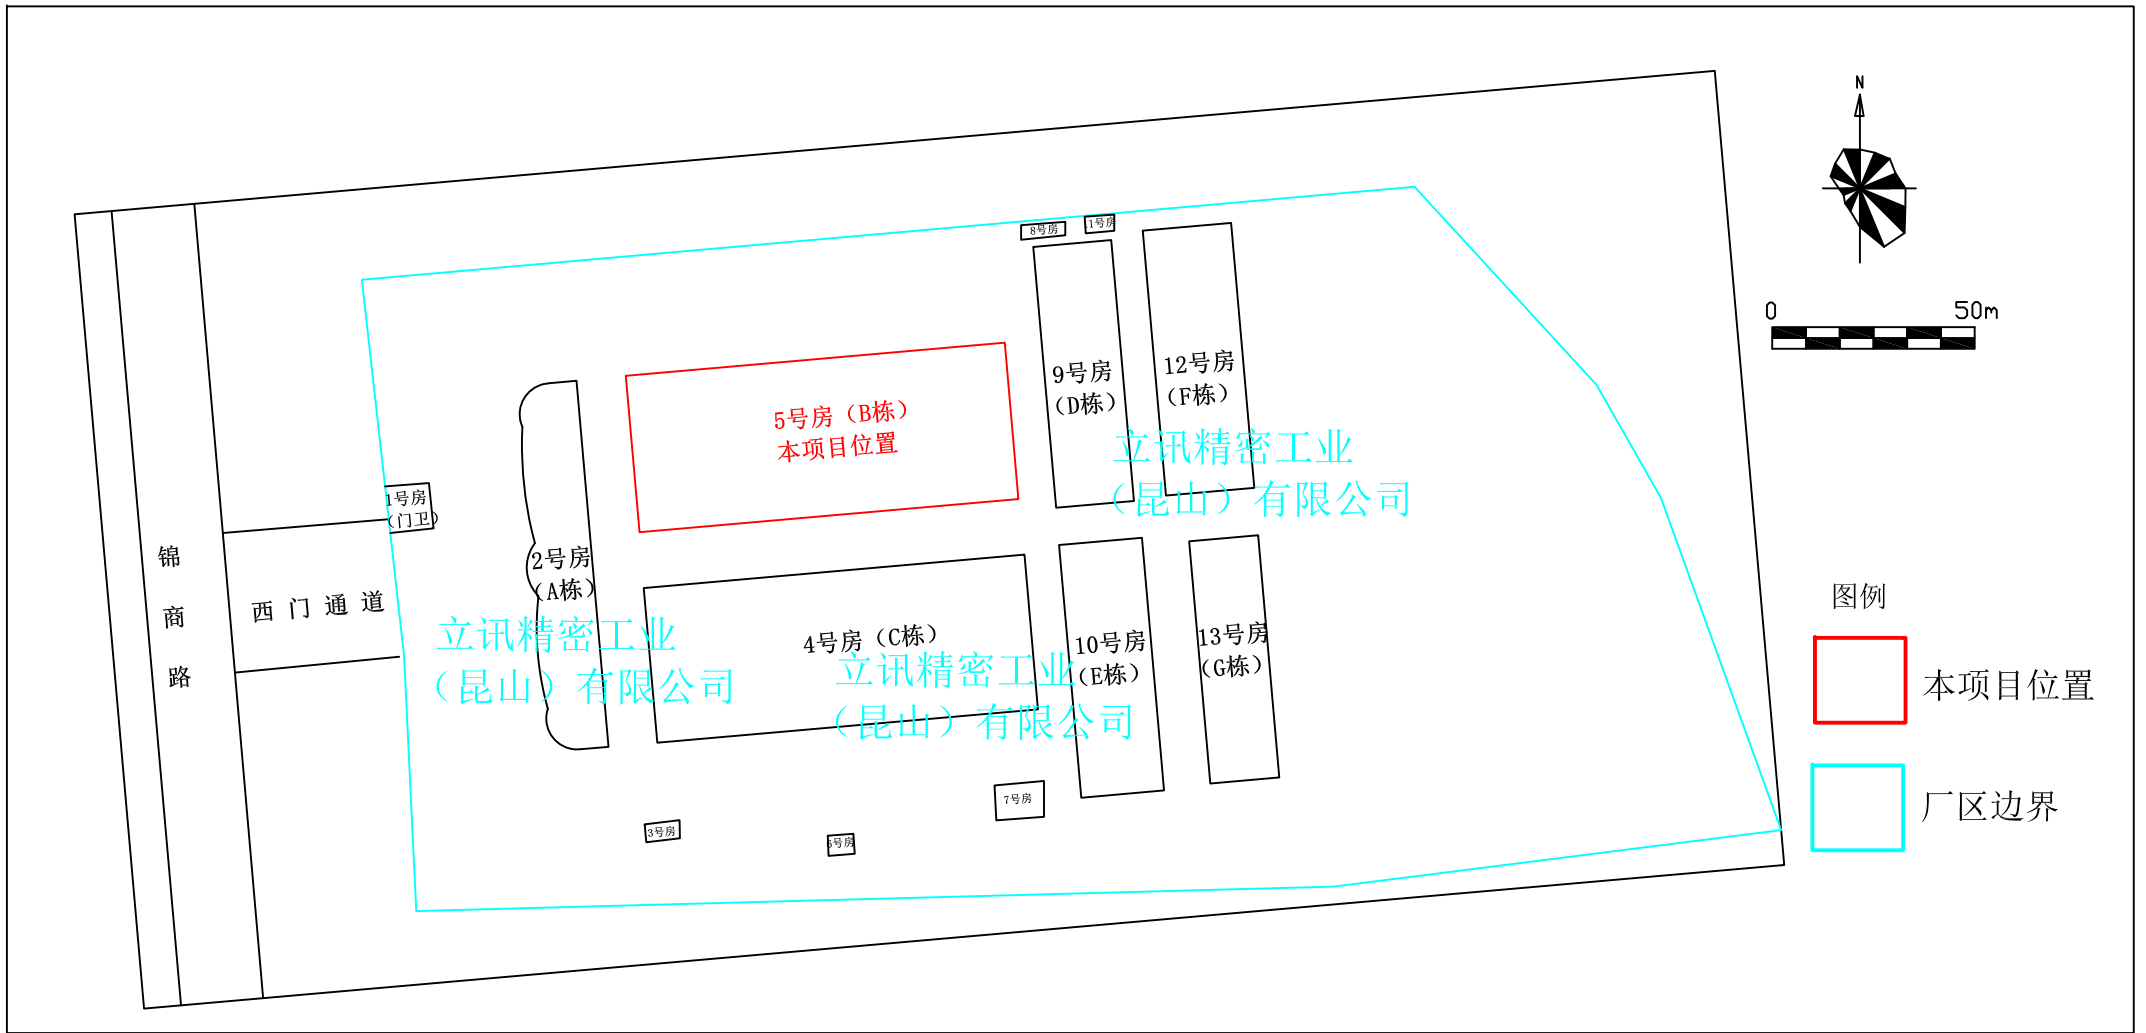 N
0 50m
8号房
11号房
9号房
（D栋）
12号房
（F栋）
5号房（B栋）
本项目位置
立讯精密工业
（昆山）有限公司
1号房
（门卫）
2号房
（A栋）
锦商路
西门通道
立讯精密工业
（昆山）有限公司
4号房（C栋）
立讯精密工业
（昆山）有限公司
10号房
（E栋）
13号房
（G栋）
7号房
3号房
6号房
图例
本项目位置
厂区边界